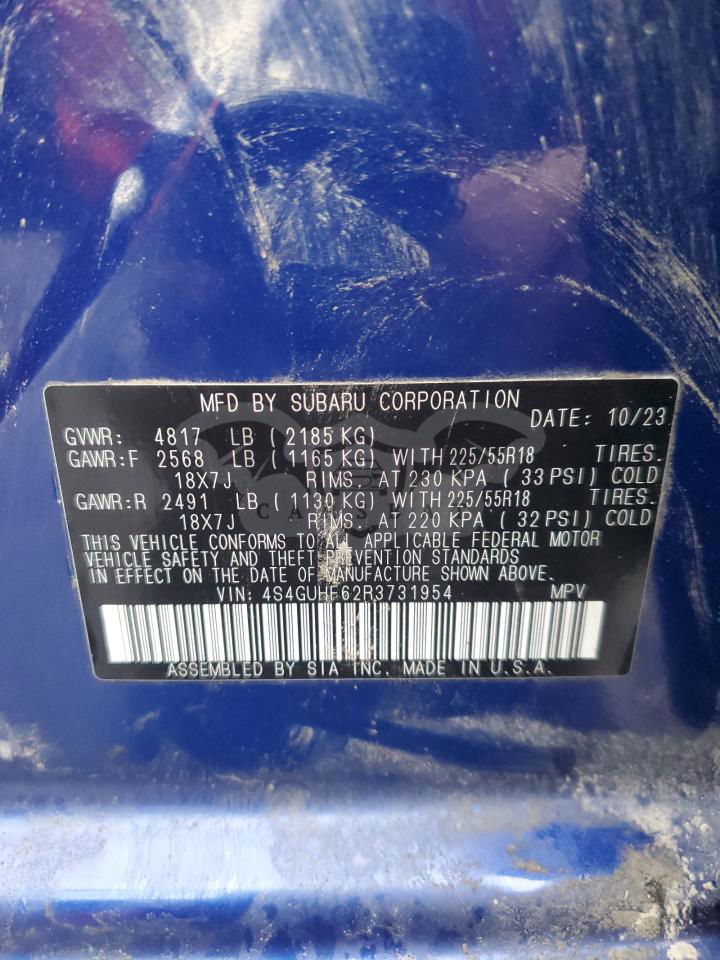 MFD BY SUBARU CORPORATION
DATE: 10/23
GVWR: 4817 LB ( 2185 KG)
GAWR:F 2568 LB ( 1165 KG) WITH 225/55R18 TIRES.
18X7J RIMS. AT 230 KPA ( 33 PSI) COLD
GAWR:R 2491 LB ( 1130 KG) WITH 225/55R18 TIRES.
18X7J RIMS. AT 220 KPA ( 32 PSI) COLD
THIS VEHICLE CONFORMS TO ALL APPLICABLE FEDERAL MOTOR
VEHICLE SAFETY AND THEFT PREVENTION STANDARDS
IN EFFECT ON THE DATE OF MANUFACTURE SHOWN ABOVE.
VIN: 4S4GUHF62R3731954 MPV
ASSEMBLED BY SIA INC. MADE IN U.S.A.